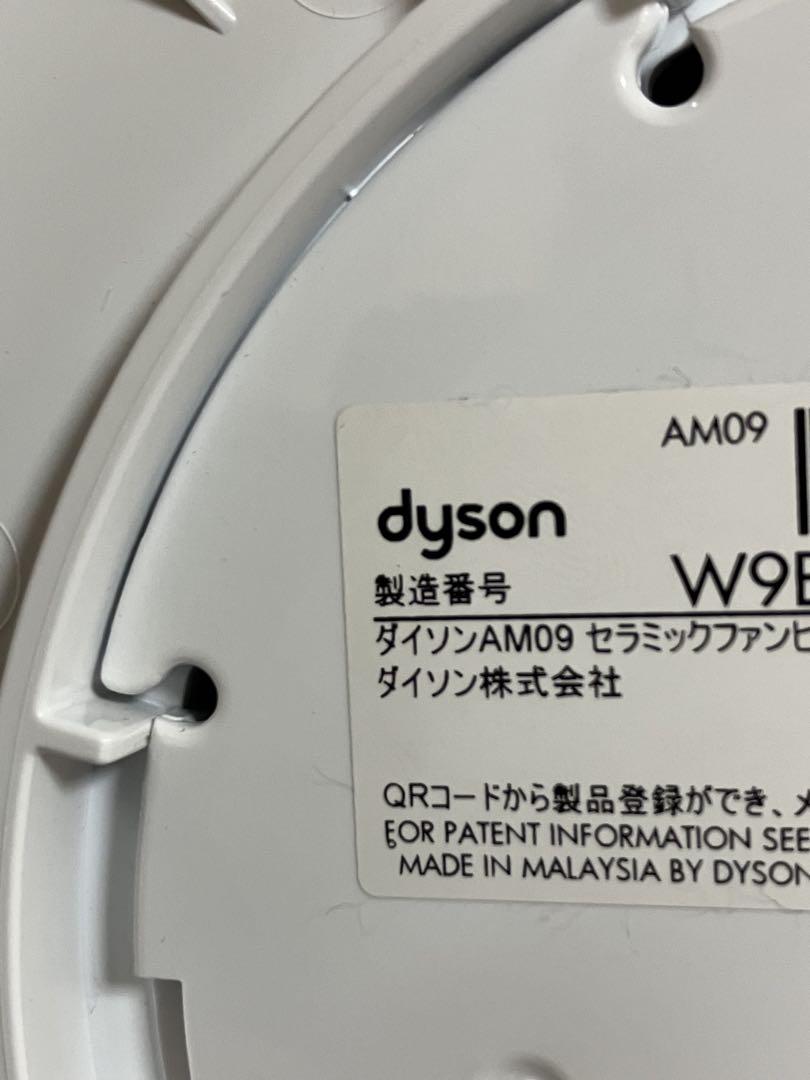 AM09
dyson
製造番号 W9
ダイソンAM09 セラミックファンヒ
ダイソン株式会社
QRコードから製品登録ができ、メ
FOR PATENT INFORMATION SEE
MADE IN MALAYSIA BY DYSON